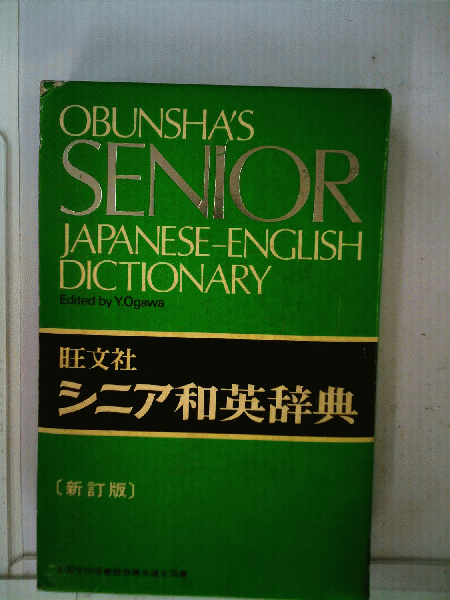 OBUNSHA'S
SENIOR
JAPANESE–ENGLISH
DICTIONARY
Edited by Y.Ogawa
旺文社
シニア和英辞典
〔新訂版〕